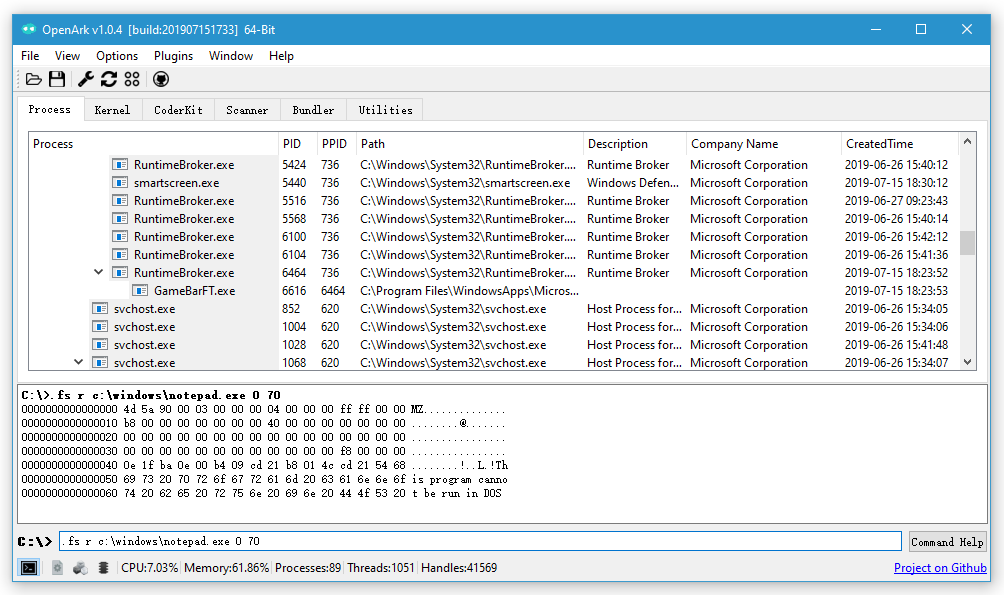 OpenArk v1.0.4 [build:201907151733] 64-Bit
File View Options Plugins Window Help
Process Kernel CoderKit Scanner Bundler Utilities
Process PID PPID Path Description Company Name CreatedTime
RuntimeBroker.exe 5424 736 C:\Windows\System32\RuntimeBroker.... Runtime Broker Microsoft Corporation 2019-06-26 15:40:12
smartscreen.exe 5440 736 C:\Windows\System32\smartscreen.exe Windows Defen... Microsoft Corporation 2019-07-15 18:30:12
RuntimeBroker.exe 5516 736 C:\Windows\System32\RuntimeBroker.... Runtime Broker Microsoft Corporation 2019-06-27 09:23:43
RuntimeBroker.exe 5568 736 C:\Windows\System32\RuntimeBroker.... Runtime Broker Microsoft Corporation 2019-06-26 15:40:14
RuntimeBroker.exe 6100 736 C:\Windows\System32\RuntimeBroker.... Runtime Broker Microsoft Corporation 2019-06-26 15:42:12
RuntimeBroker.exe 6104 736 C:\Windows\System32\RuntimeBroker.... Runtime Broker Microsoft Corporation 2019-06-26 15:41:36
RuntimeBroker.exe 6464 736 C:\Windows\System32\RuntimeBroker.... Runtime Broker Microsoft Corporation 2019-07-15 18:23:52
GameBarFT.exe 6616 6464 C:\Program Files\WindowsApps\Micros... 2019-07-15 18:23:53
svchost.exe 852 620 C:\Windows\System32\svchost.exe Host Process for... Microsoft Corporation 2019-06-26 15:34:05
svchost.exe 1004 620 C:\Windows\System32\svchost.exe Host Process for... Microsoft Corporation 2019-06-26 15:34:06
svchost.exe 1028 620 C:\Windows\System32\svchost.exe Host Process for... Microsoft Corporation 2019-06-26 15:41:48
svchost.exe 1068 620 C:\Windows\System32\svchost.exe Host Process for... Microsoft Corporation 2019-06-26 15:34:07
C:\>.fs r c:\windows\notepad.exe 0 70
0000000000000000 4d 5a 90 00 03 00 00 00 04 00 00 00 ff ff 00 00 MZ..............
0000000000000010 b8 00 00 00 00 00 00 00 40 00 00 00 00 00 00 00 ........@.......
0000000000000020 00 00 00 00 00 00 00 00 00 00 00 00 00 00 00 00 ................
0000000000000030 00 00 00 00 00 00 00 00 00 00 00 00 f8 00 00 00 ................
0000000000000040 0e 1f ba 0e 00 b4 09 cd 21 b8 01 4c cd 21 54 68 ........!..L.!Th
0000000000000050 69 73 20 70 72 6f 67 72 61 6d 20 63 61 6e 6e 6f is program canno
0000000000000060 74 20 62 65 20 72 75 6e 20 69 6e 20 44 4f 53 20 t be run in DOS
C:\> .fs r c:\windows\notepad.exe 0 70 Command Help
CPU:7.03% Memory:61.86% Processes:89 Threads:1051 Handles:41569 Project on Github